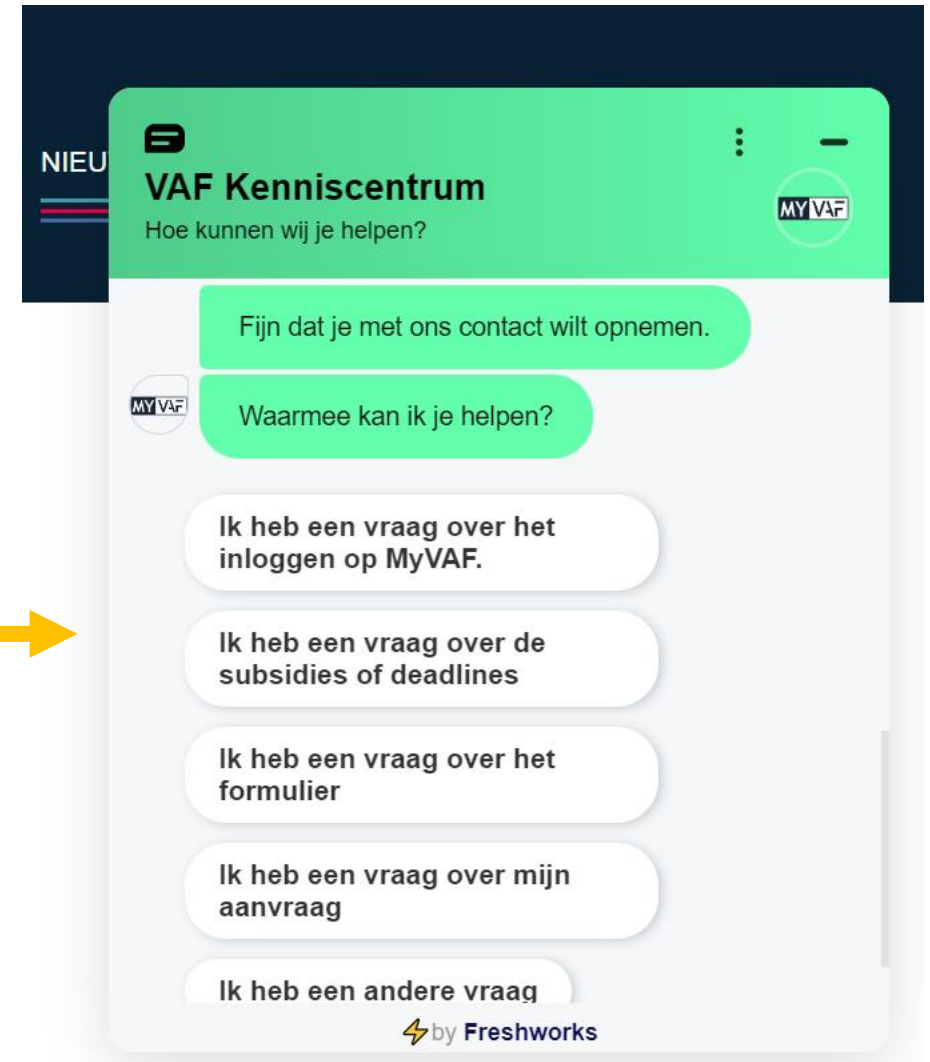 NIEU
VAF Kenniscentrum
Hoe kunnen wij je helpen?
MY VAF
Fijn dat je met ons contact wilt opnemen.
MY VAF
Waarmee kan ik je helpen?
Ik heb een vraag over het
inloggen op MyVAF.
Ik heb een vraag over de
subsidies of deadlines
Ik heb een vraag over het
formulier
Ik heb een vraag over mijn
aanvraag
Ik heb een andere vraag
by Freshworks